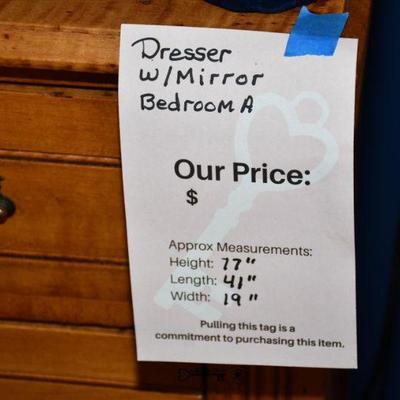 Dresser
W/Mirror
Bedroom A
Our Price:
$
Approx Measurements:
Height: 77"
Length: 41"
Width: 19"
Pulling this tag is a
commitment to purchasing this item.